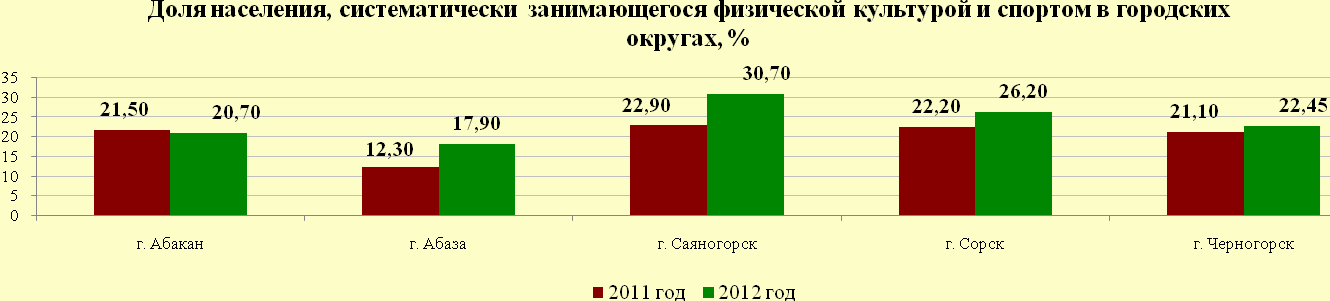 Доля населения, систематически занимающегося физической культурой и спортом в городских
округах, %
35
30
25
20
15
10
5
0
21,50
20,70
12,30
17,90
22,90
30,70
22,20
26,20
21,10
22,45
г. Абакан
г. Абаза
г. Саяногорск
г. Сорск
г. Черногорск
2011 год
2012 год